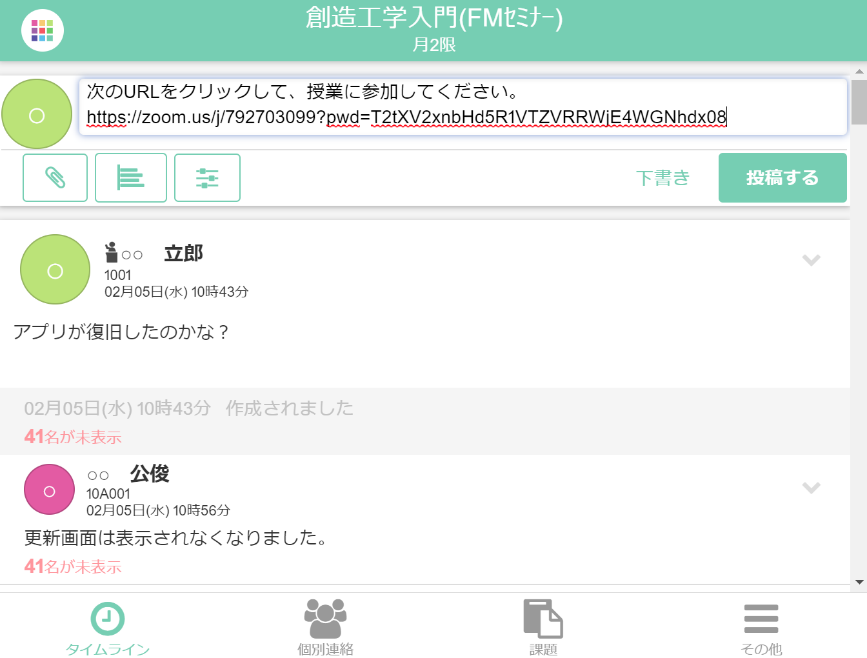 創造工学入門(FMｾﾐﾅｰ)
月2限
次のURLをクリックして、授業に参加してください。
https://zoom.us/j/792703099?pwd=T2tXV2xnbHd5R1VTZVRRWjE4WGNhdx08
下書き
投稿する
○○ 立郎
1001
02月05日(水) 10時43分
アプリが復旧したのかな？
02月05日(水) 10時43分 作成されました
41名が未表示
○○ 公俊
10A001
02月05日(水) 10時56分
更新画面は表示されなくなりました。
41名が未表示
タイムライン
個別連絡
課題
その他